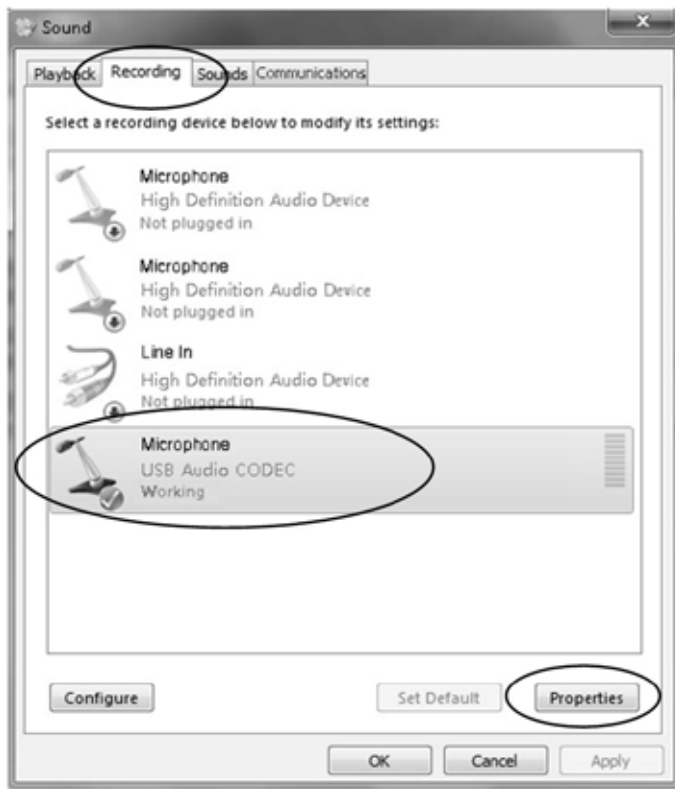 Sound
Playback Recording Sounds Communications
Select a recording device below to modify its settings:
Microphone
High Definition Audio Device
Not plugged in
Microphone
High Definition Audio Device
Not plugged in
Line In
High Definition Audio Device
Not plugged in
Microphone
USB Audio CODEC
Working
Configure Set Default Properties
OK Cancel Apply